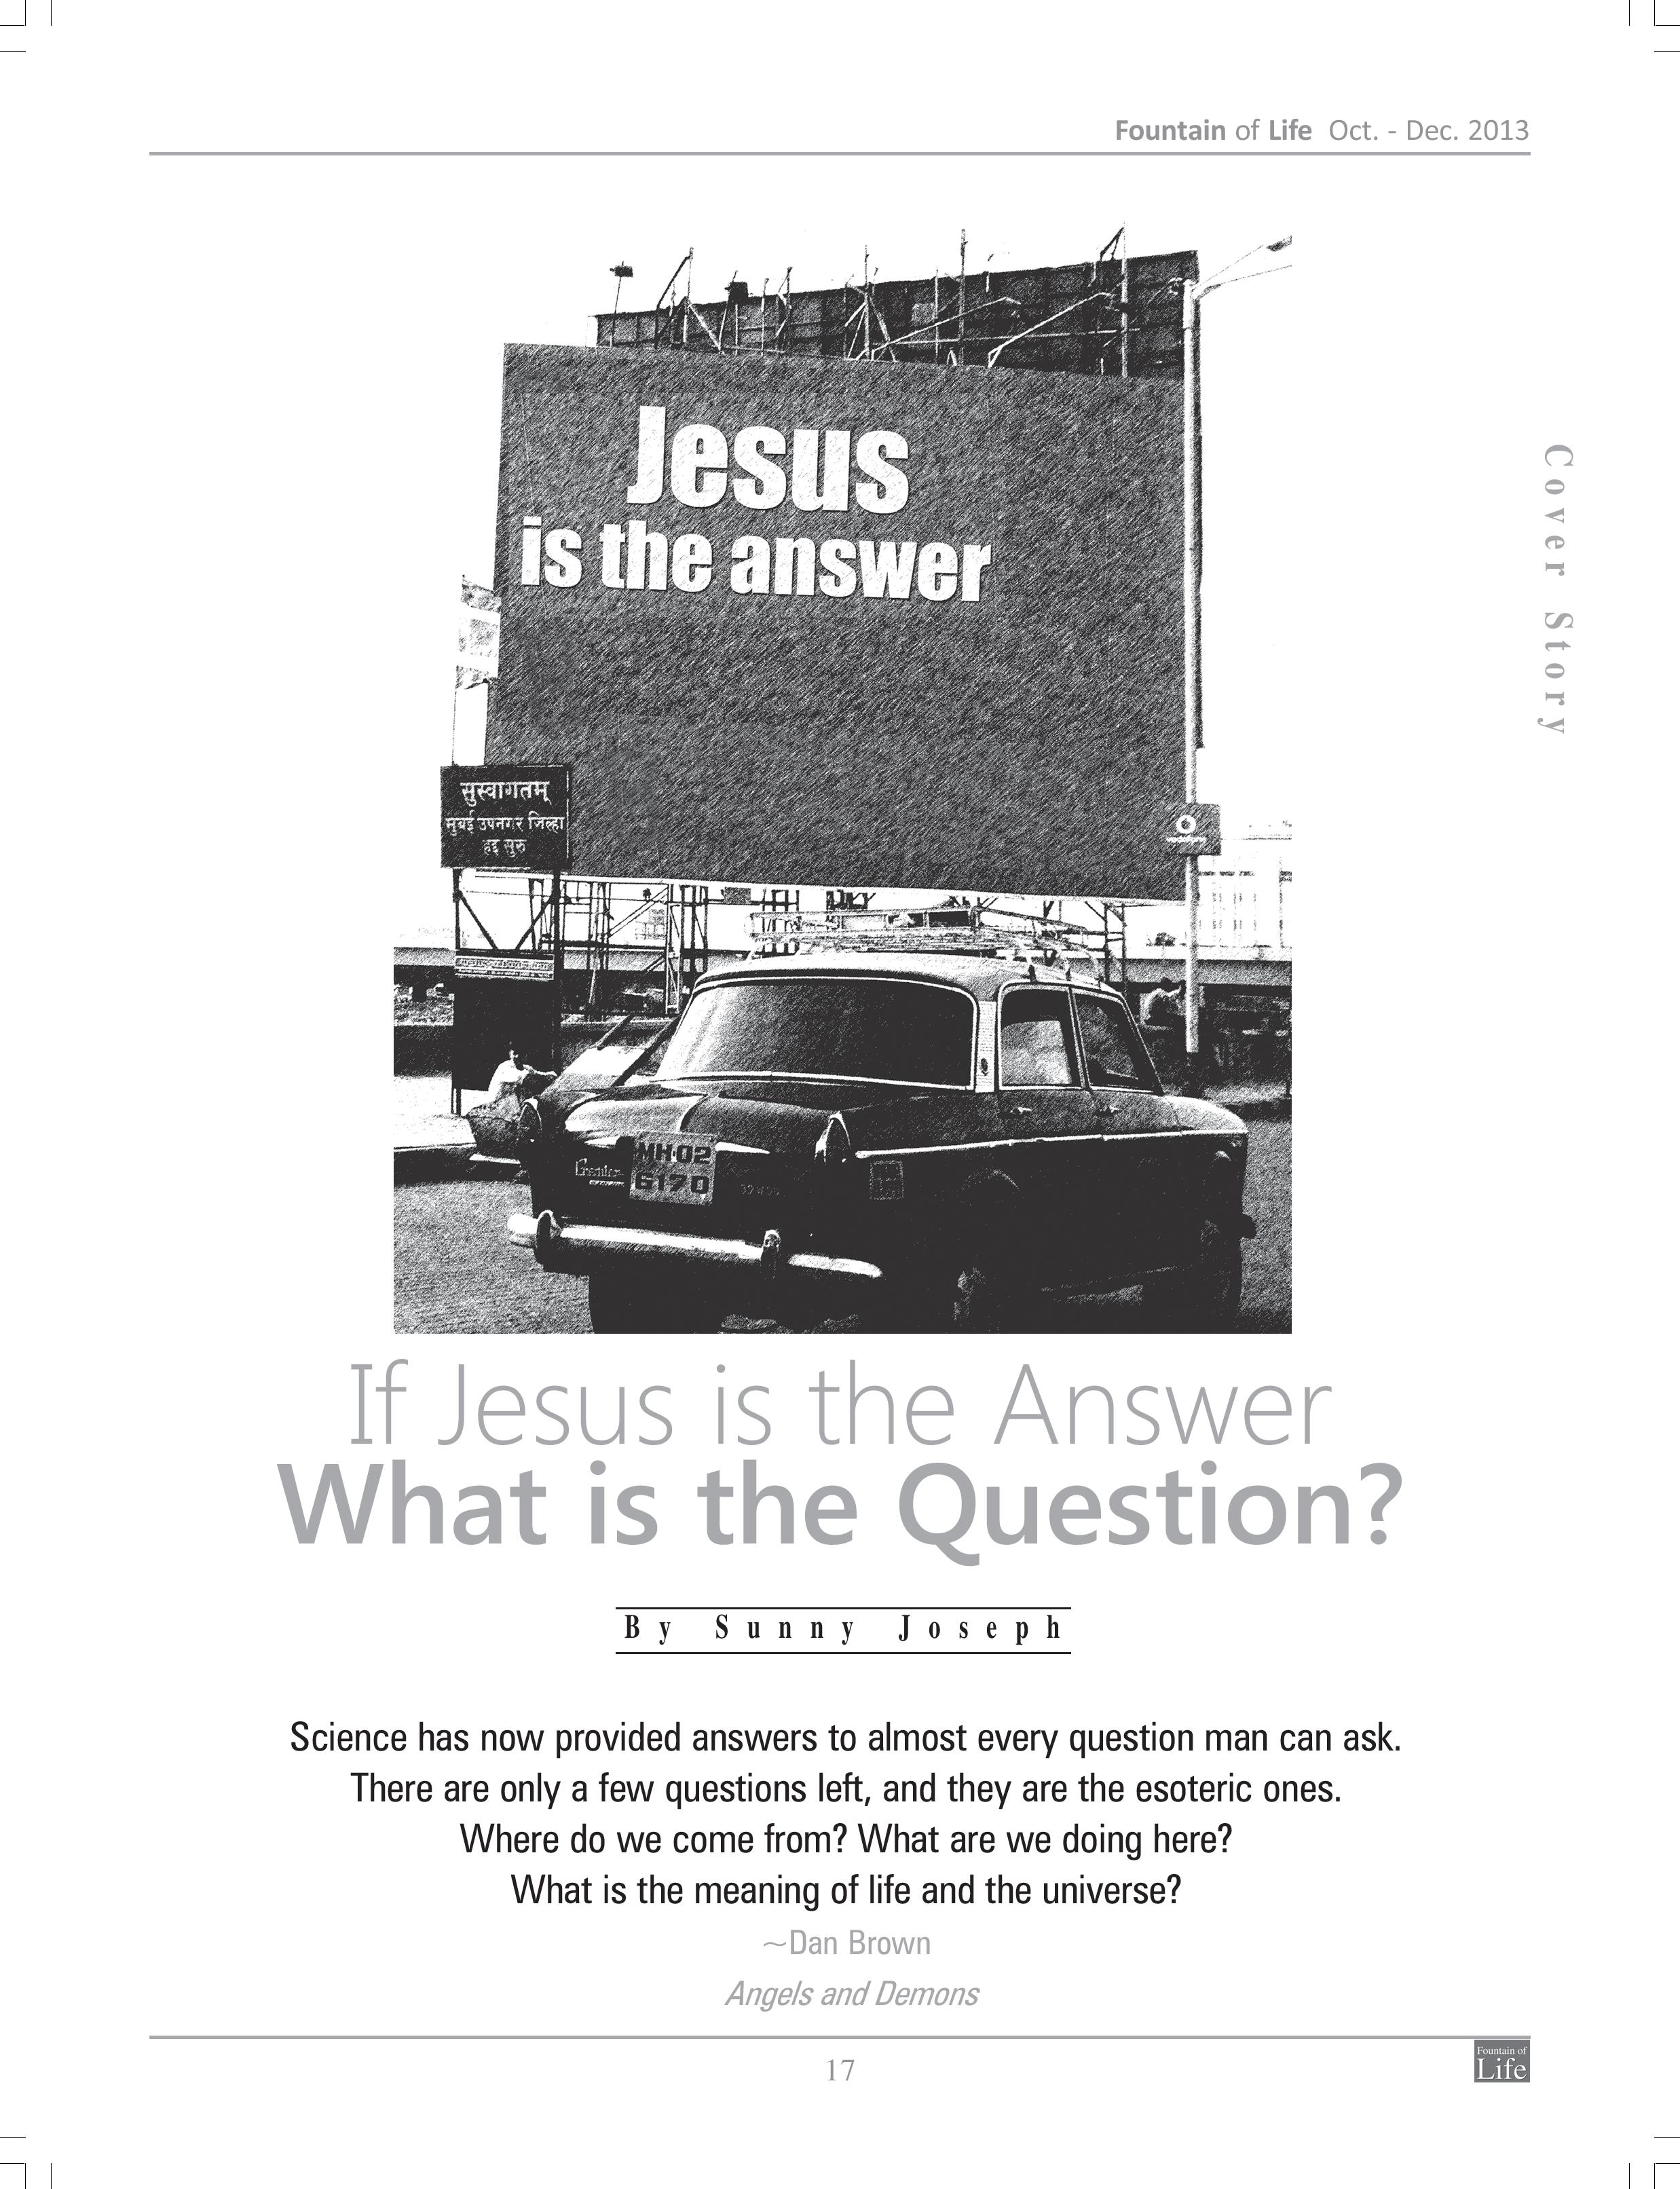 Fountain of Life Oct. - Dec. 2013
Cover Story
Jesus
is the answer
सुस्वागतम्
मुबई उपनगर जिल्हा
हद्द सुरु
MH02
6170
If Jesus is the Answer
What is the Question?
By Sunny Joseph
Science has now provided answers to almost every question man can ask.
There are only a few questions left, and they are the esoteric ones.
Where do we come from? What are we doing here?
What is the meaning of life and the universe?
~Dan Brown
Angels and Demons
17
Fountain of
Life